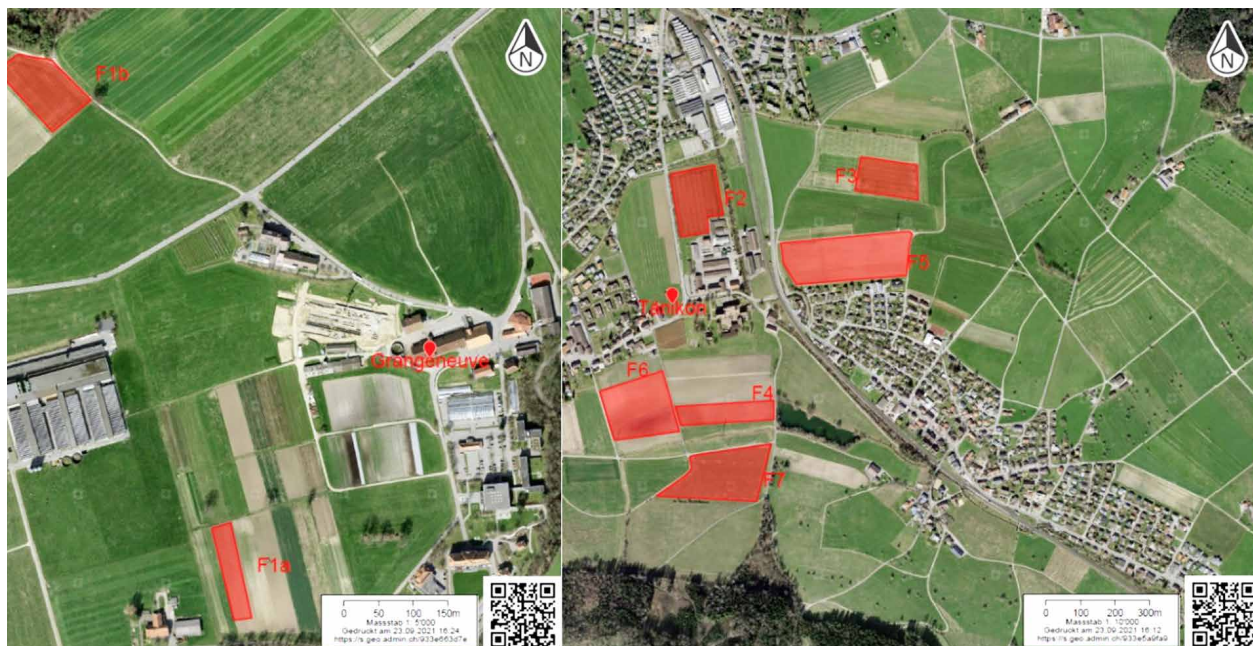 N
F1b
Grangeneuve
F1a
0 50 100 150m
Massstab 1: 5'000
Gedruckt am 23.09.2021 16:24
https://s.geo.admin.ch/933e663d7e
N
F3
F2
F5
Tänikon
F6
F4
F7
0 100 200 300m
Massstab 1: 10'000
Gedruckt am 23.09.2021 16:12
https://s.geo.admin.ch/933e5a9fa9